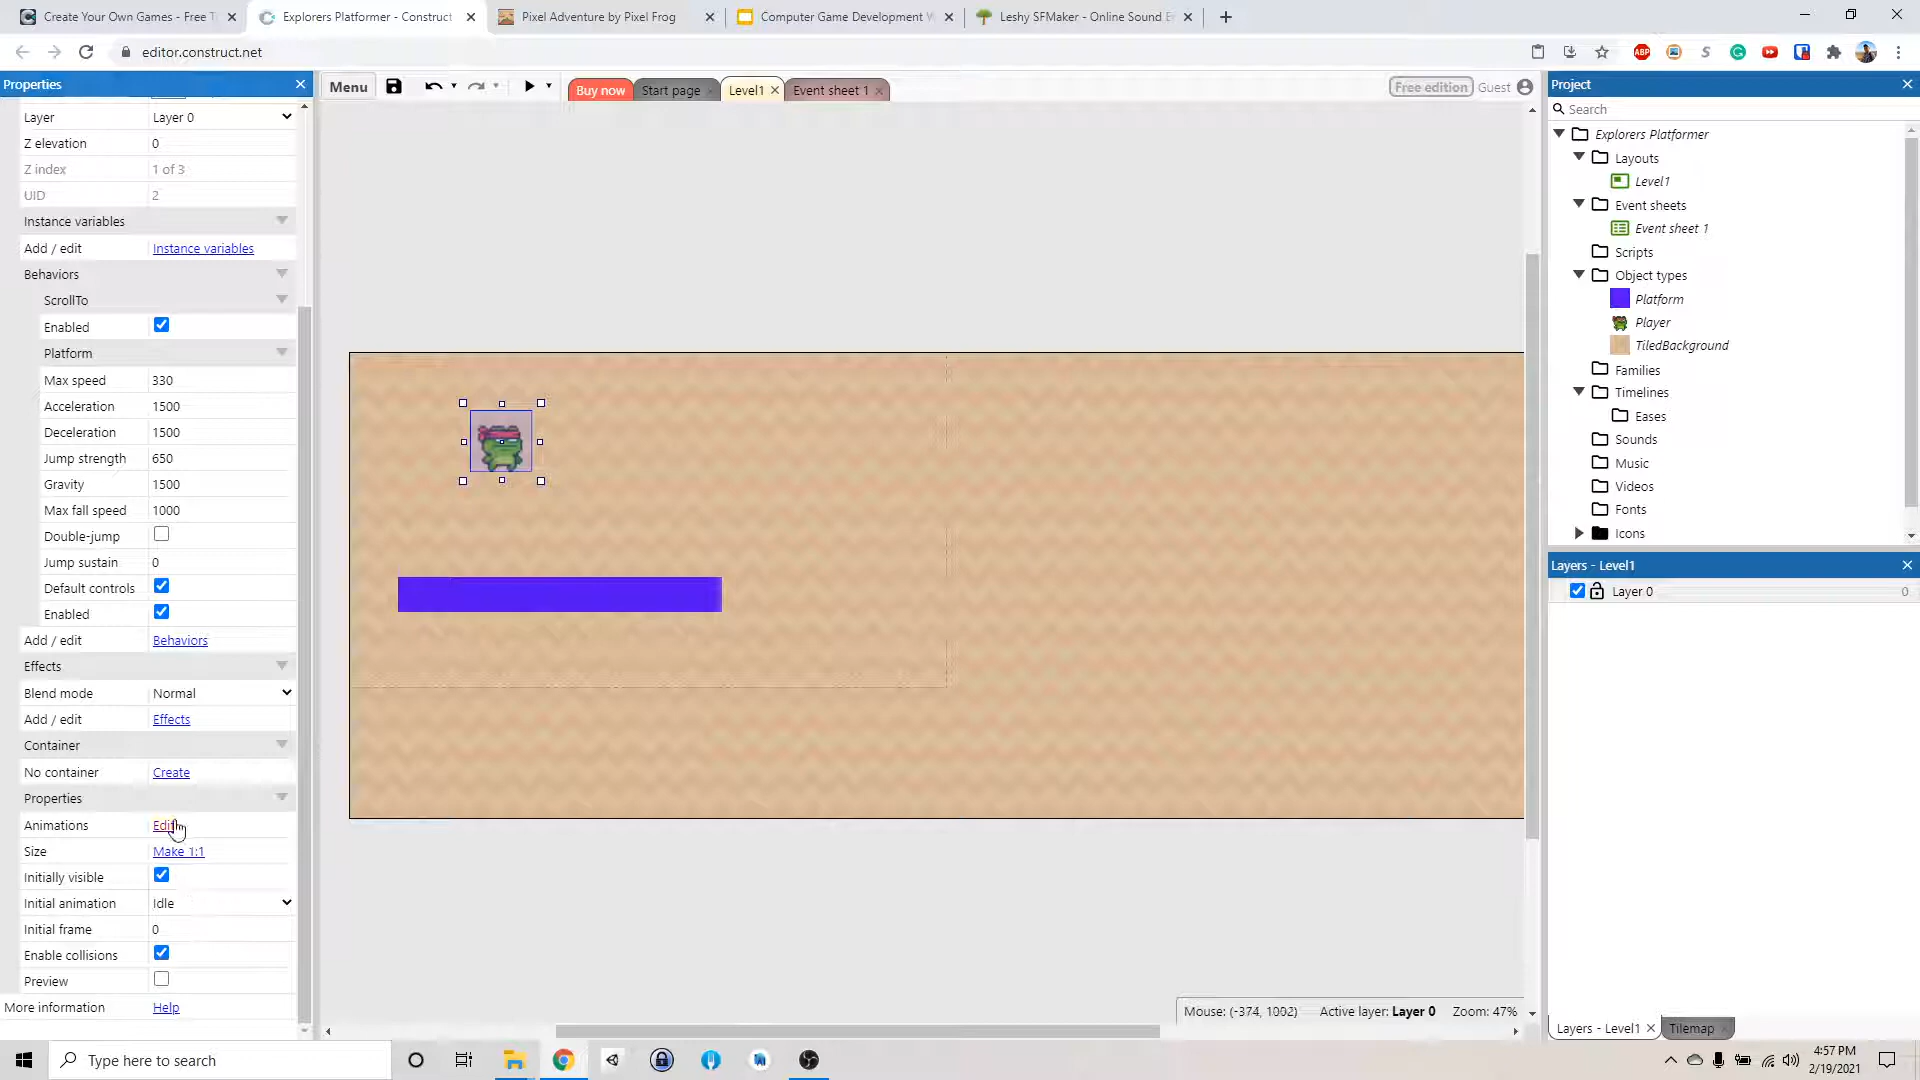 Create Your Own Games - Free T
Explorers Platformer - Construct
Pixel Adventure by Pixel Frog
Computer Game Development
Leshy SFMaker - Online Sound E
editor.construct.net
Properties
Menu
Buy now
Start page
Level1
Event sheet 1
Free edition
Guest
Project
Search
Layer
Layer 0
Z elevation
0
Z index
1 of 3
UID
2
Instance variables
Add / edit
Instance variables
Behaviors
ScrollTo
Enabled
Platform
Max speed
330
Acceleration
1500
Deceleration
1500
Jump strength
650
Gravity
1500
Max fall speed
1000
Double-jump
Jump sustain
0
Default controls
Enabled
Add / edit
Behaviors
Effects
Blend mode
Normal
Add / edit
Effects
Container
No container
Create
Properties
Animations
Edit
Size
Make 1:1
Initially visible
Initial animation
Idle
Initial frame
0
Enable collisions
Preview
More information
Help
Explorers Platformer
Layouts
Level1
Event sheets
Event sheet 1
Scripts
Object types
Platform
Player
TiledBackground
Families
Timelines
Eases
Sounds
Music
Videos
Fonts
Icons
Layers - Level1
Layer 0
0
Mouse: (-374, 1002)
Active layer: Layer 0
Zoom: 47%
Layers - Level1
Tilemap
Type here to search
4:57 PM
2/19/2021